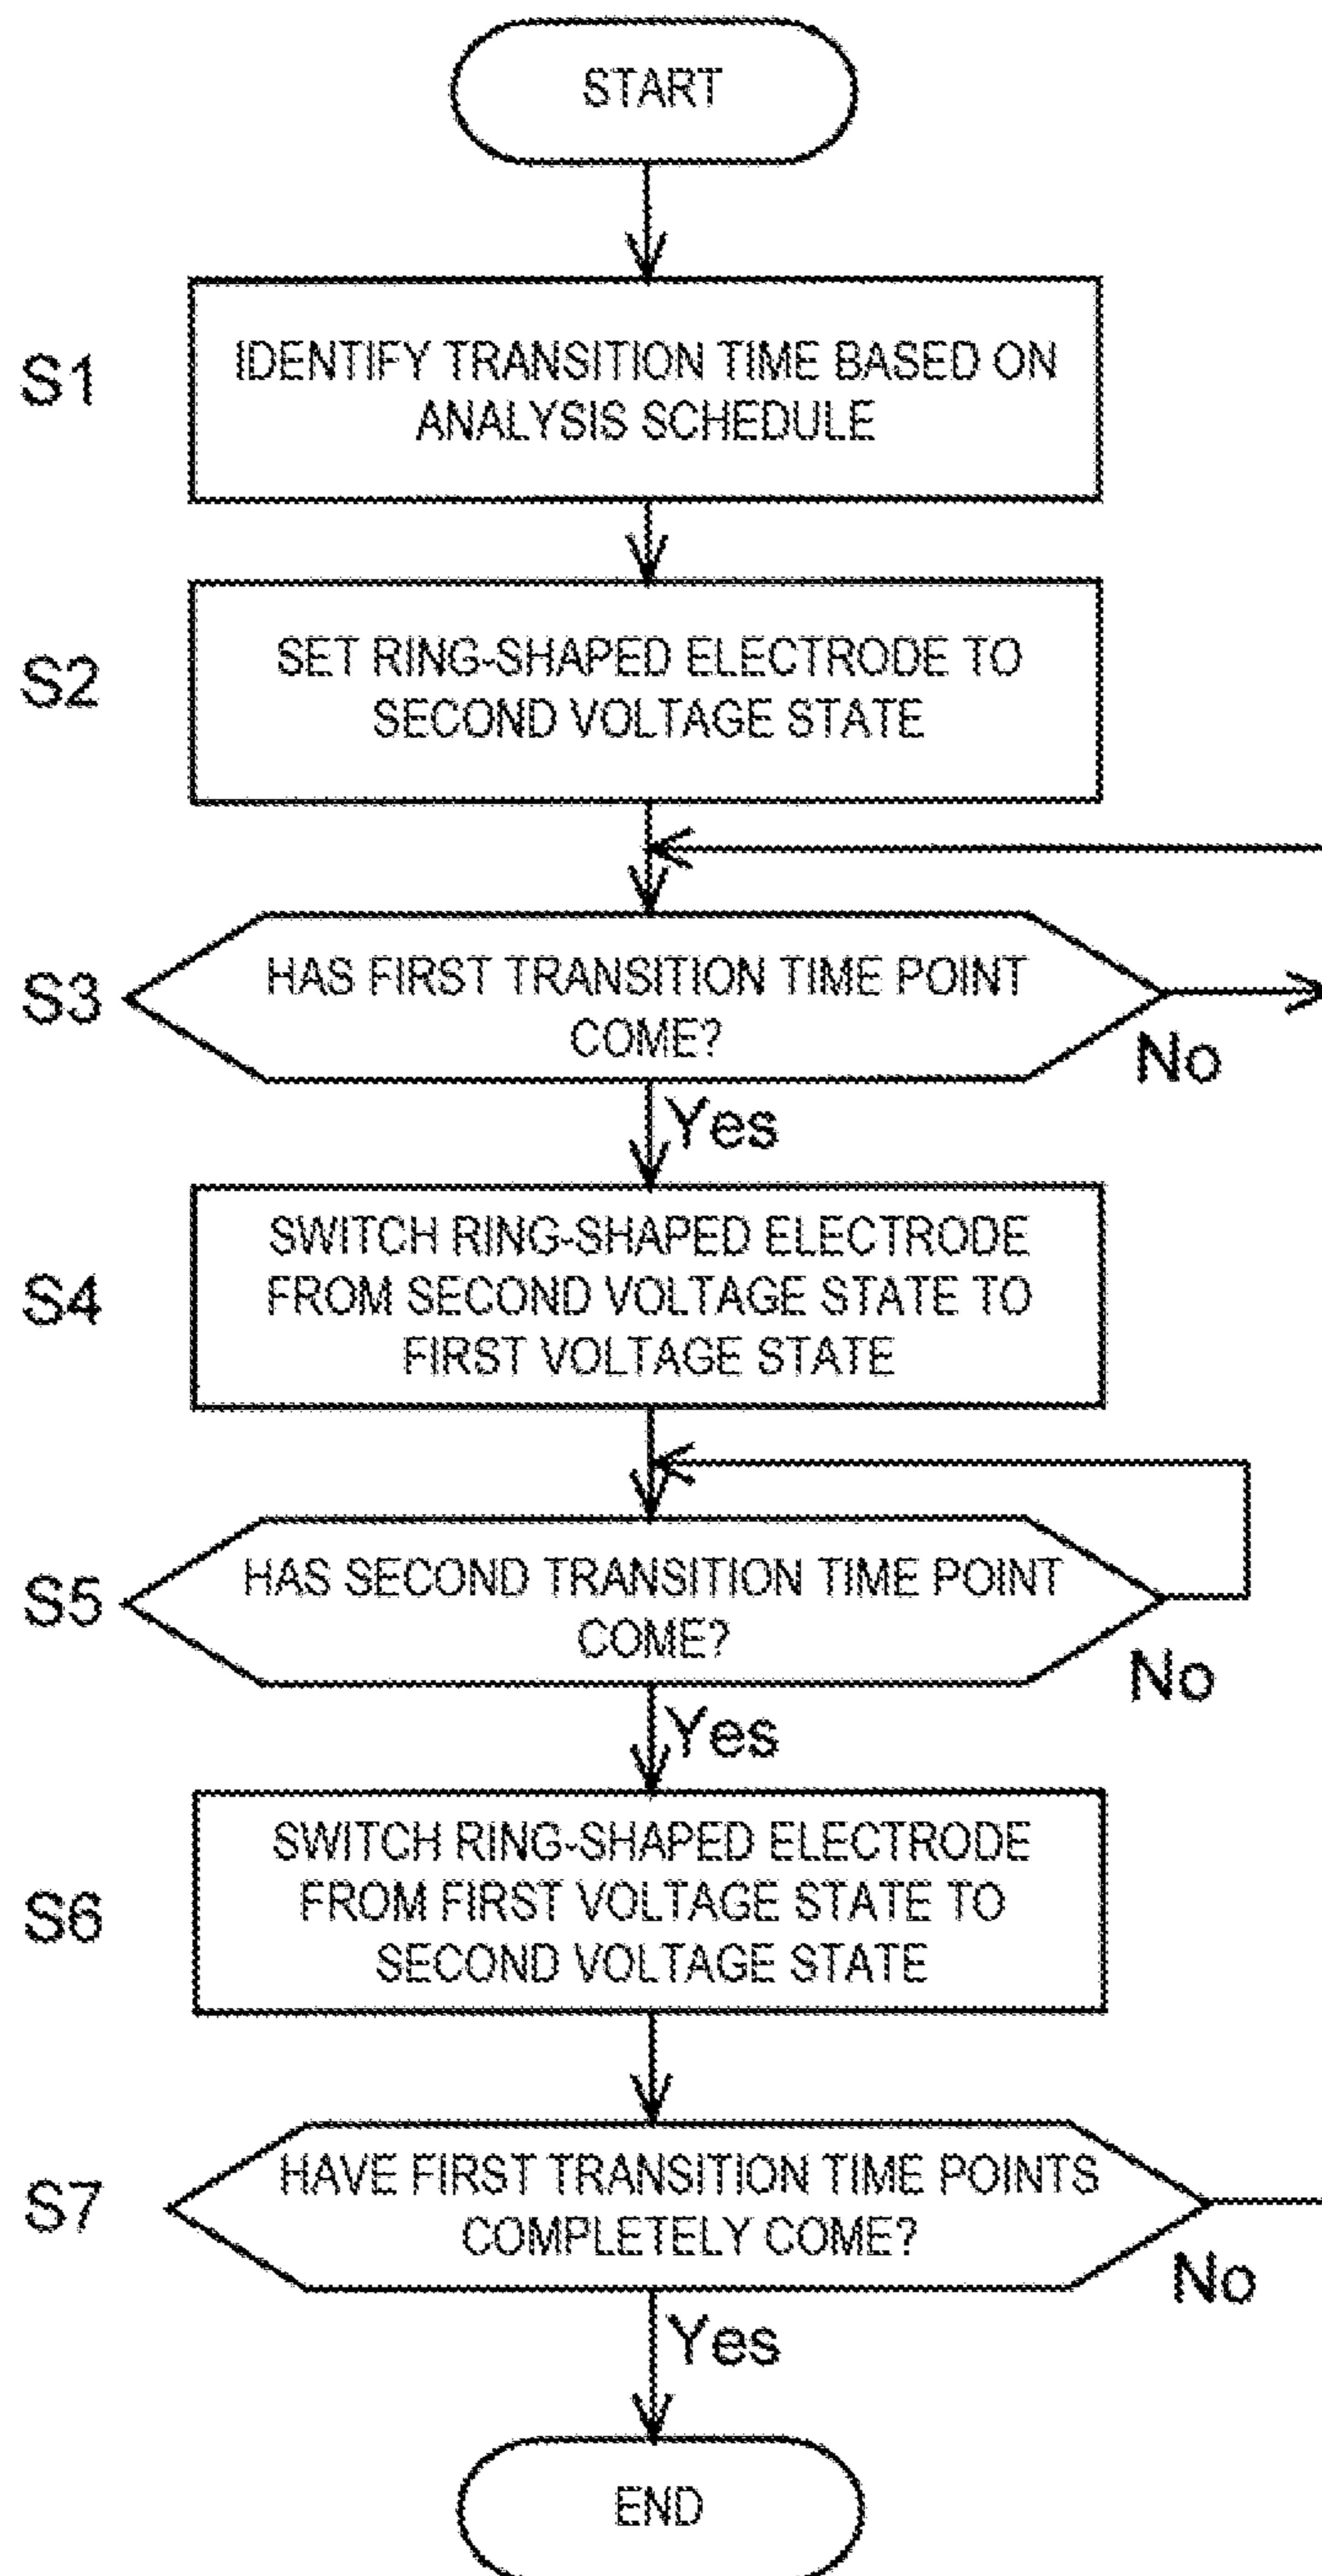 START
S1
IDENTIFY TRANSITION TIME BASED ON
ANALYSIS SCHEDULE
S2
SET RING-SHAPED ELECTRODE TO
SECOND VOLTAGE STATE
S3
HAS FIRST TRANSITION TIME POINT
COME?
No
Yes
S4
SWITCH RING-SHAPED ELECTRODE
FROM SECOND VOLTAGE STATE TO
FIRST VOLTAGE STATE
S5
HAS SECOND TRANSITION TIME POINT
COME?
No
Yes
S6
SWITCH RING-SHAPED ELECTRODE
FROM FIRST VOLTAGE STATE TO
SECOND VOLTAGE STATE
S7
HAVE FIRST TRANSITION TIME POINTS
COMPLETELY COME?
No
Yes
END